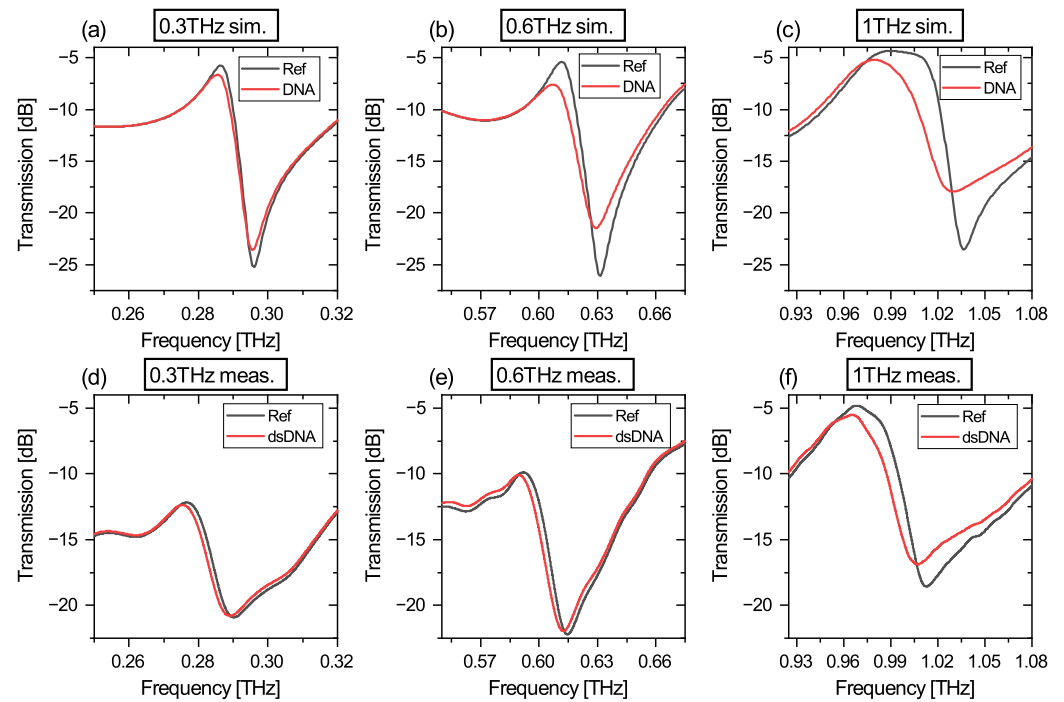 (a) 0.3THz sim.
Ref
DNA
Transmission [dB]
−5
−10
−15
−20
−25
0.26 0.28 0.30 0.32
Frequency [THz]
(b) 0.6THz sim.
Ref
DNA
Transmission [dB]
−5
−10
−15
−20
−25
0.57 0.60 0.63 0.66
Frequency [THz]
(c) 1THz sim.
Ref
DNA
Transmission [dB]
−5
−10
−15
−20
−25
0.93 0.96 0.99 1.02 1.05 1.08
Frequency [THz]
(d) 0.3THz meas.
Ref
dsDNA
Transmission [dB]
−5
−10
−15
−20
0.26 0.28 0.30 0.32
Frequency [THz]
(e) 0.6THz meas.
Ref
dsDNA
Transmission [dB]
−5
−10
−15
−20
0.57 0.60 0.63 0.66
Frequency [THz]
(f) 1THz meas.
Ref
dsDNA
Transmission [dB]
−5
−10
−15
−20
0.93 0.96 0.99 1.02 1.05 1.08
Frequency [THz]